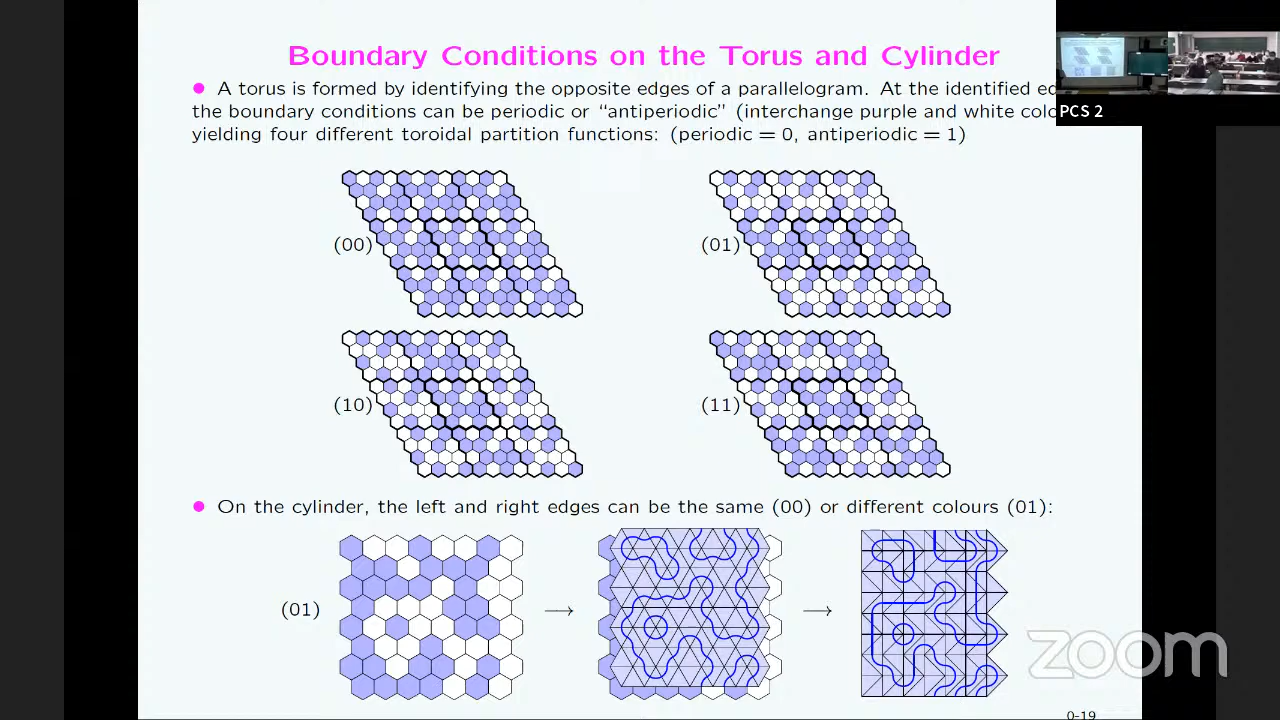 Boundary Conditions on the Torus and Cylinder
● A torus is formed by identifying the opposite edges of a parallelogram. At the identified
the boundary conditions can be periodic or “antiperiodic” (interchange purple and white
yielding four different toroidal partition functions: (periodic = 0, antiperiodic = 1)
PCS 2
(00)
(01)
(10)
(11)
● On the cylinder, the left and right edges can be the same (00) or different colours (01):
(01)
→
→
zoom
0-19